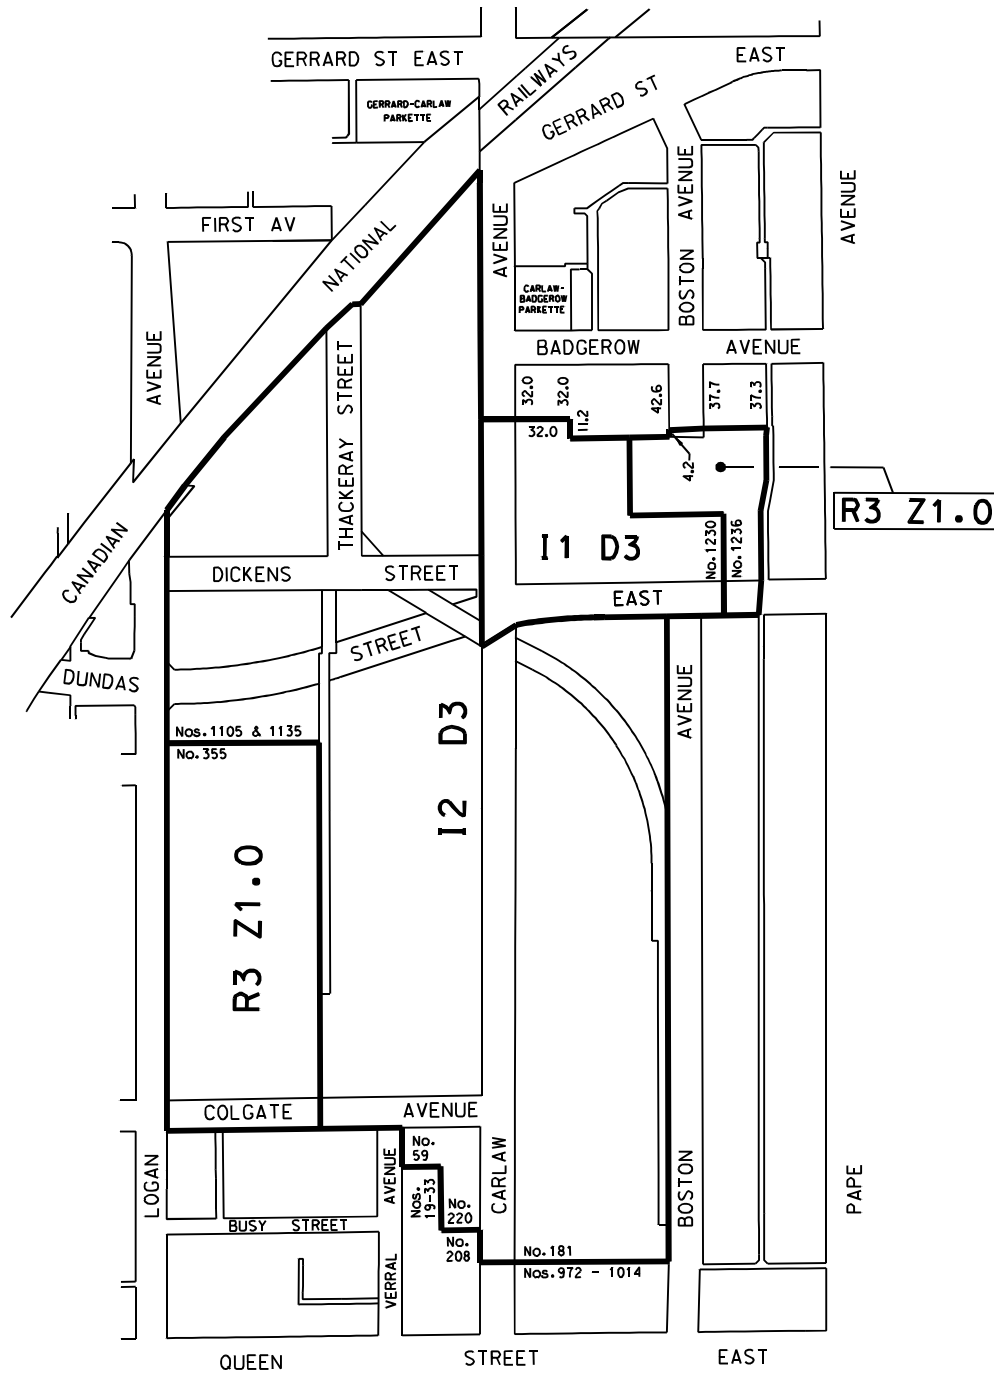 GERRARD ST EAST
RAILWAYS
EAST
GERRARD-CARLAW
PARKETTE
GERRARD ST
FIRST AV
NATIONAL
AVENUE
AVENUE
AVENUE
BOSTON AVENUE
CARLAW-
BADGEROW
PARKETTE
BADGEROW AVENUE
THACKERAY STREET
32.0
32.0
42.6
37.7
37.3
32.0
11.2
4.2
R3 Z1.0
I1 D3
No.1230
No.1236
CANADIAN
DICKENS STREET
EAST
STREET
DUNDAS
Nos.1105 & 1135
No.355
I2 D3
AVENUE
R3 Z1.0
COLGATE AVENUE
LOGAN
AVENUE
No.
59
Nos.
19-33
No.
220
No.
208
CARLAW
BOSTON
PAPE
BUSY STREET
VERRAL
No.181
Nos.972 - 1014
QUEEN STREET EAST